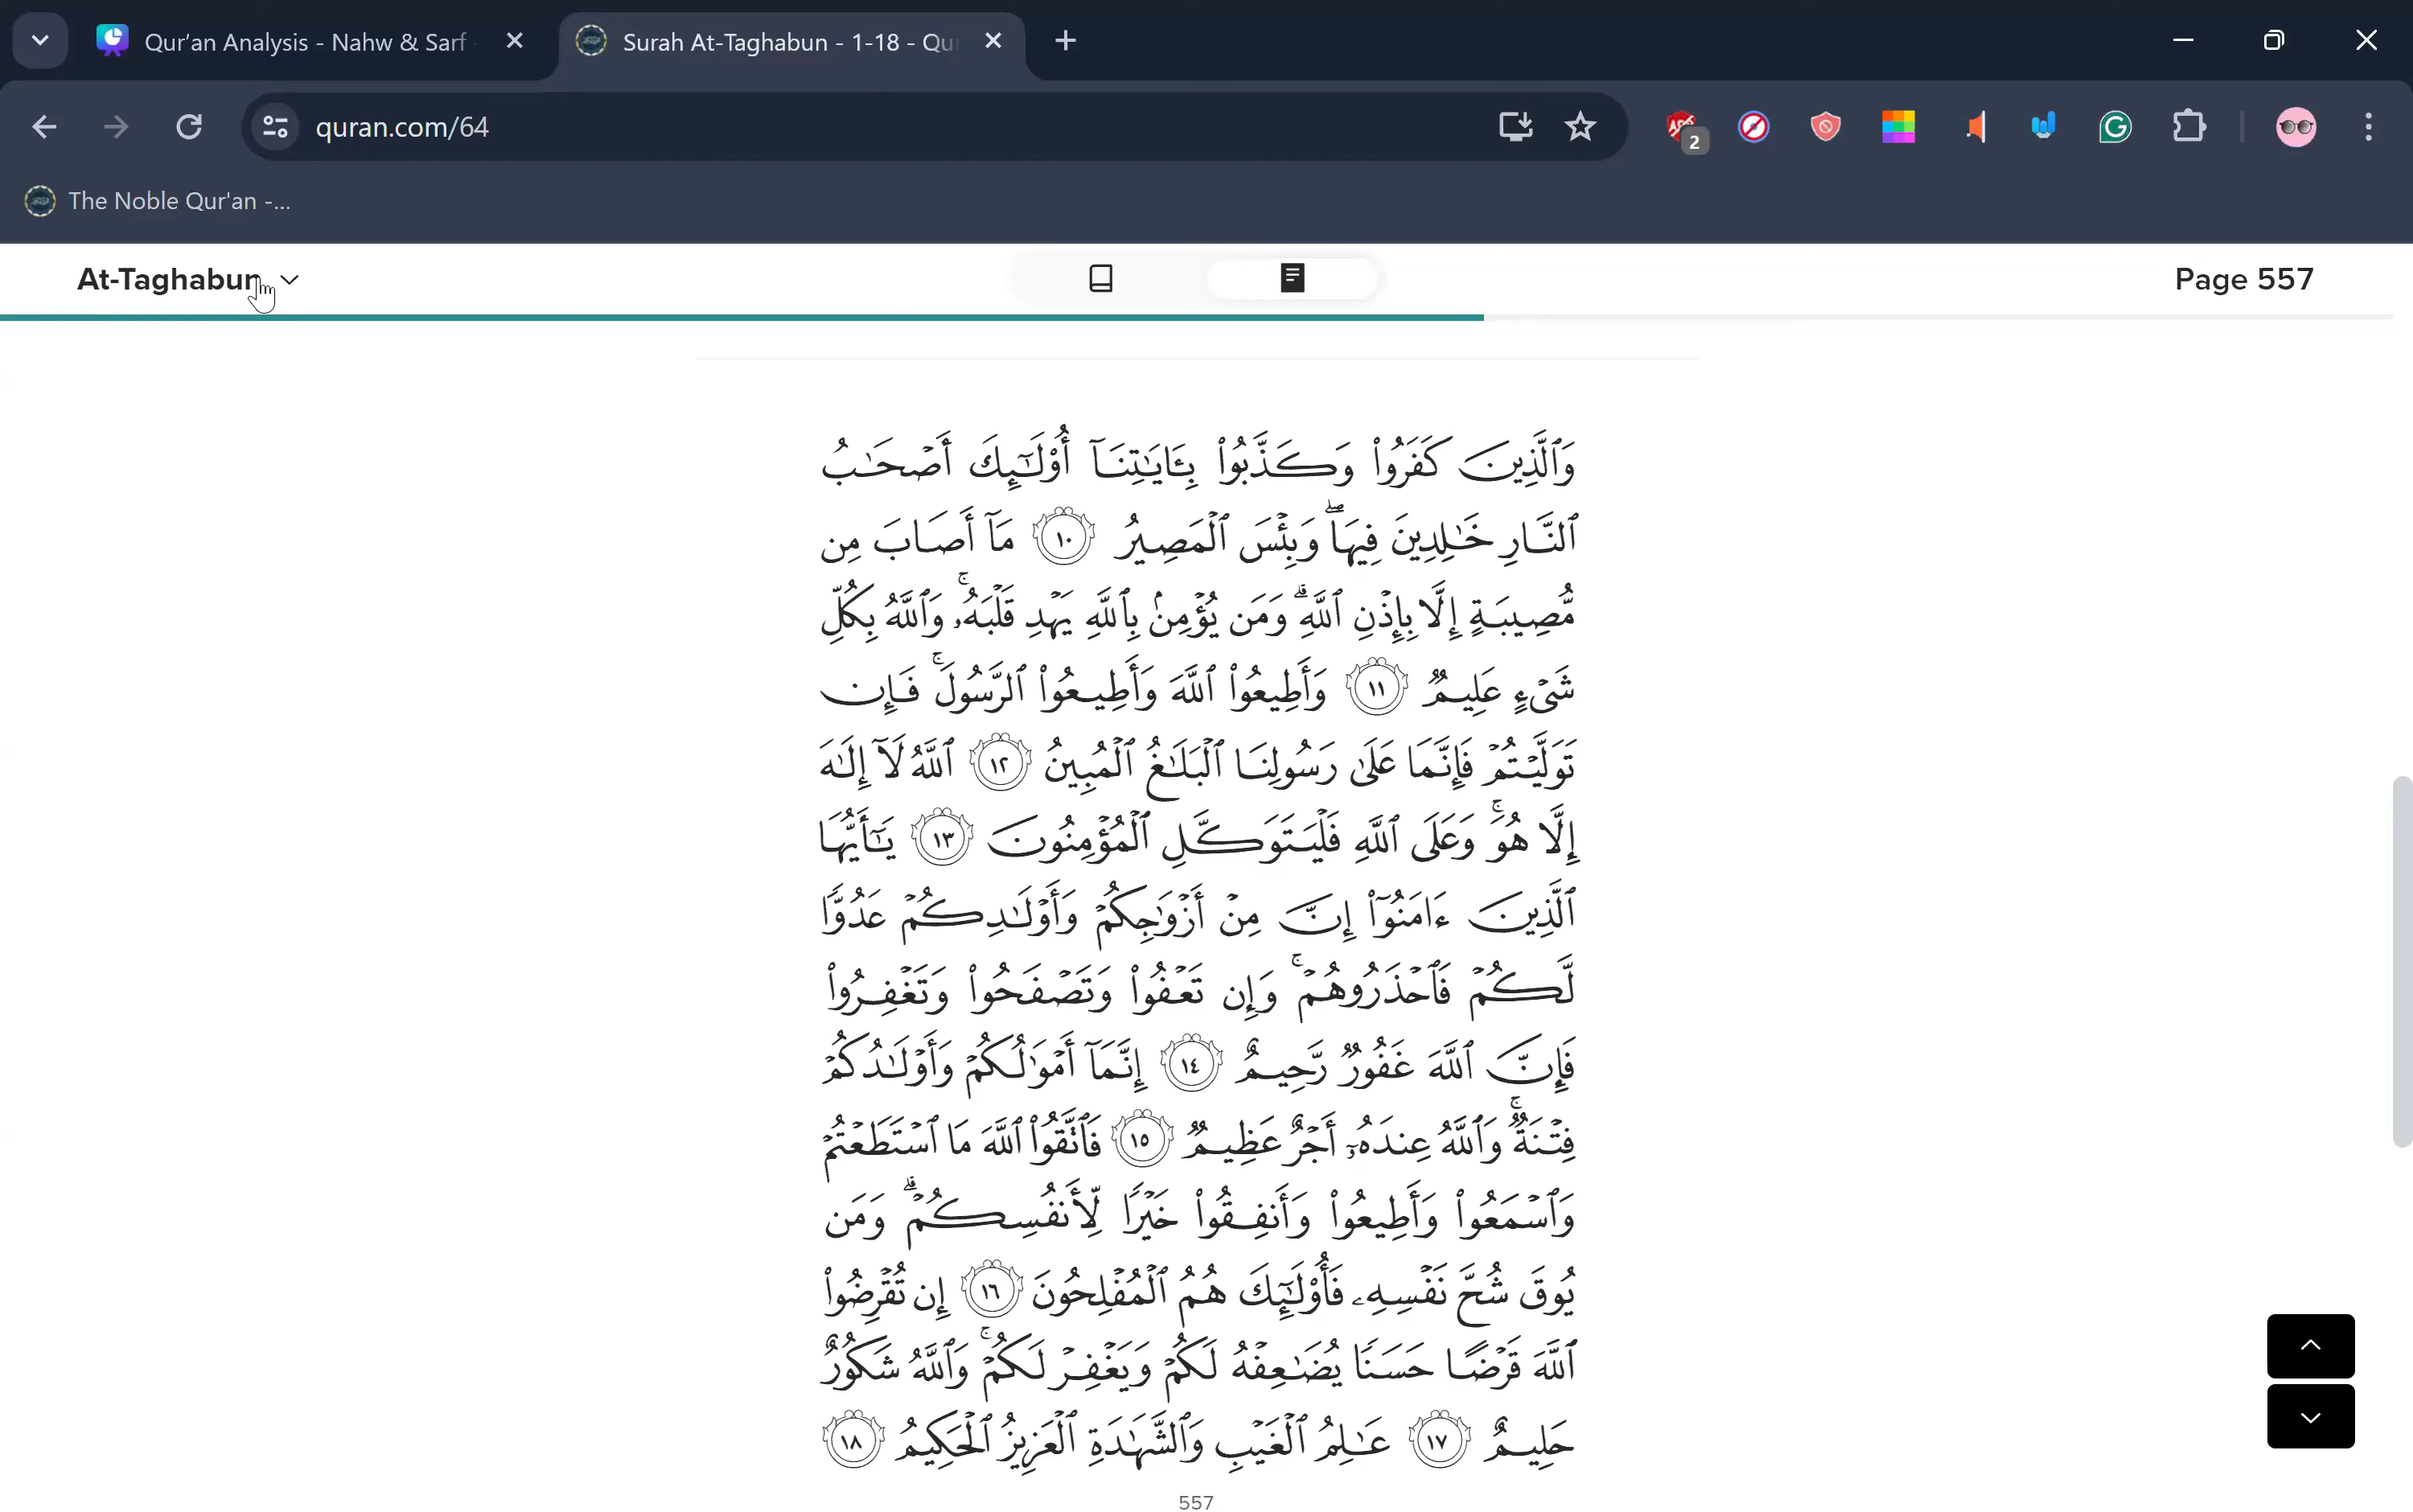 Qur'an Analysis - Nahw & Sarf
Surah At-Taghabun - 1-18 - Qu
quran.com/64
2
The Noble Qur'an -...
At-Taghabun
Page 557
وَٱلَّذِينَ كَفَرُوا۟ وَكَذَّبُوا۟ بِـَٔايَـٰتِنَآ أُو۟لَـٰٓئِكَ أَصْحَـٰبُ
ٱلنَّارِ خَـٰلِدِينَ فِيهَا ۖ وَبِئْسَ ٱلْمَصِيرُ ١٠ مَآ أَصَابَ مِن
مُّصِيبَةٍ إِلَّا بِإِذْنِ ٱللَّهِ ۗ وَمَن يُؤْمِنۢ بِٱللَّهِ يَهْدِ قَلْبَهُۥ ۚ وَٱللَّهُ بِكُلِّ
شَىْءٍ عَلِيمٌ ١١ وَأَطِيعُوا۟ ٱللَّهَ وَأَطِيعُوا۟ ٱلرَّسُولَ ۚ فَإِن
تَوَلَّيْتُمْ فَإِنَّمَا عَلَىٰ رَسُولِنَا ٱلْبَلَـٰغُ ٱلْمُبِينُ ١٢ ٱللَّهُ لَآ إِلَـٰهَ
إِلَّا هُوَ ۚ وَعَلَى ٱللَّهِ فَلْيَتَوَكَّلِ ٱلْمُؤْمِنُونَ ١٣ يَـٰٓأَيُّهَا
ٱلَّذِينَ ءَامَنُوٓا۟ إِنَّ مِنْ أَزْوَٰجِكُمْ وَأَوْلَـٰدِكُمْ عَدُوًّا
لَّكُمْ فَٱحْذَرُوهُمْ ۚ وَإِن تَعْفُوا۟ وَتَصْفَحُوا۟ وَتَغْفِرُوا۟
فَإِنَّ ٱللَّهَ غَفُورٌ رَّحِيمٌ ١٤ إِنَّمَآ أَمْوَٰلُكُمْ وَأَوْلَـٰدُكُمْ
فِتْنَةٌ ۚ وَٱللَّهُ عِندَهُۥٓ أَجْرٌ عَظِيمٌ ١٥ فَٱتَّقُوا۟ ٱللَّهَ مَا ٱسْتَطَعْتُمْ
وَٱسْمَعُوا۟ وَأَطِيعُوا۟ وَأَنفِقُوا۟ خَيْرًا لِّأَنفُسِكُمْ ۗ وَمَن
يُوقَ شُحَّ نَفْسِهِۦ فَأُو۟لَـٰٓئِكَ هُمُ ٱلْمُفْلِحُونَ ١٦ إِن تُقْرِضُوا۟
ٱللَّهَ قَرْضًا حَسَنًا يُضَـٰعِفْهُ لَكُمْ وَيَغْفِرْ لَكُمْ ۚ وَٱللَّهُ شَكُورٌ
حَلِيمٌ ١٧ عَـٰلِمُ ٱلْغَيْبِ وَٱلشَّهَـٰدَةِ ٱلْعَزِيزُ ٱلْحَكِيمُ ١٨
557